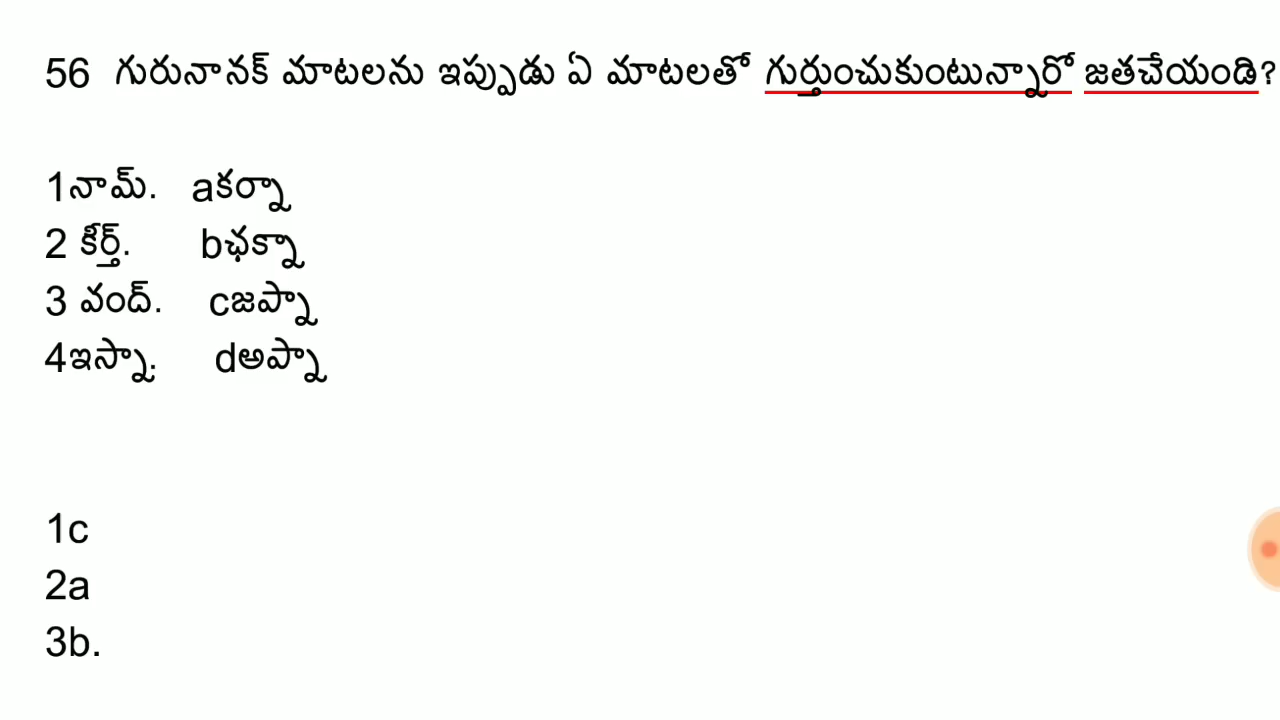 56 గురునానక్ మాటలను ఇప్పుడు ఏ మాటలతో గుర్తుంచుకుంటున్నారో జతచేయండి?
1నామ్. aకర్నా
2 కీర్త్. bఛక్నా
3 వంద్. cజప్నా
4ఇస్నా. dఅప్నా
1c
2a
3b.